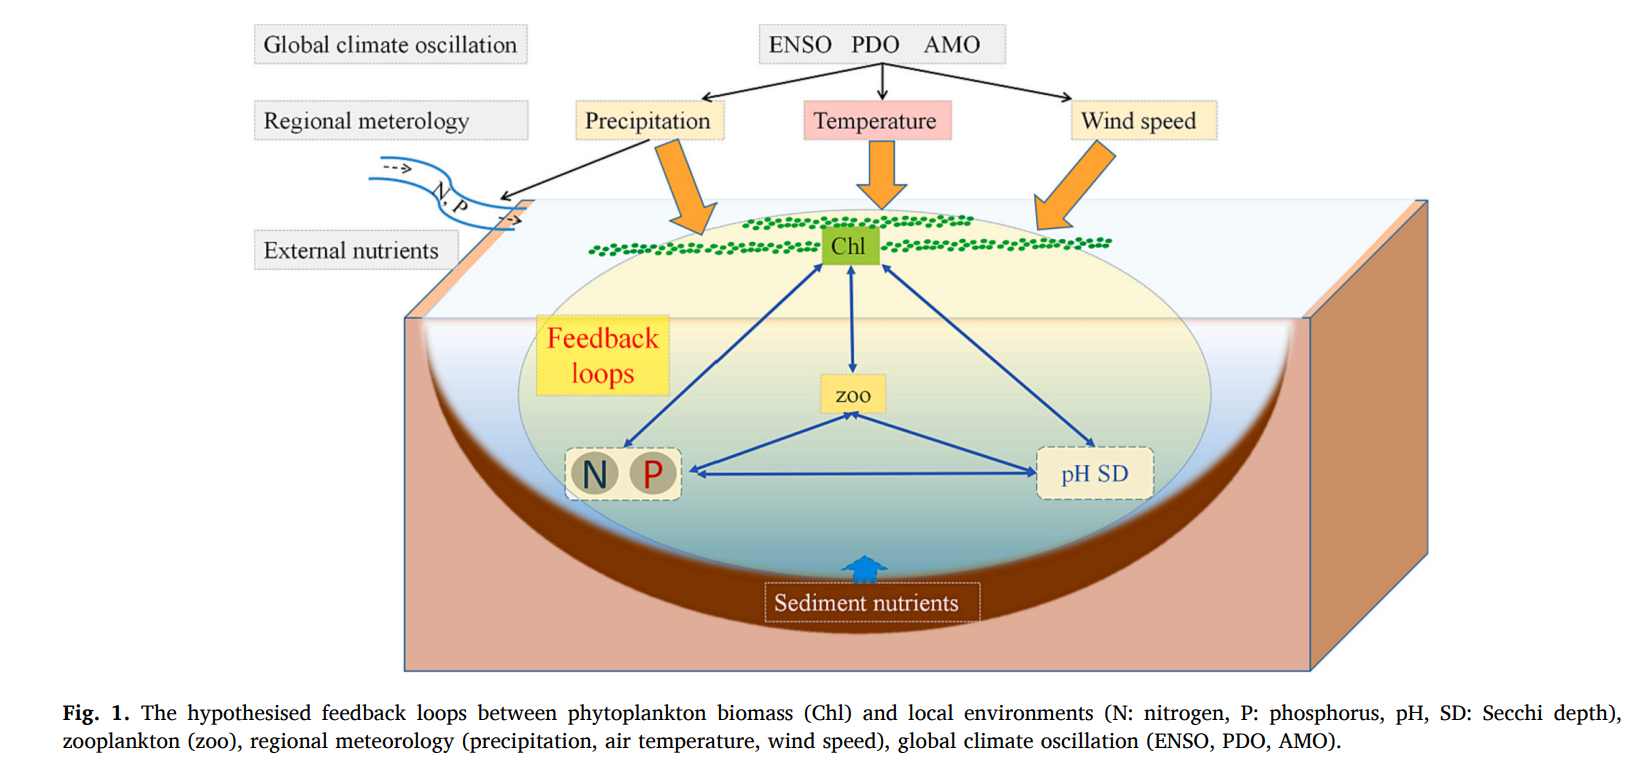 Global climate oscillation
ENSO PDO AMO
Regional meterology
Precipitation
Temperature
Wind speed
N, P
External nutrients
Chl
Feedback
loops
zoo
N P
pH SD
Sediment nutrients
Fig. 1. The hypothesised feedback loops between phytoplankton biomass (Chl) and local environments (N: nitrogen, P: phosphorus, pH, SD: Secchi depth),
zooplankton (zoo), regional meteorology (precipitation, air temperature, wind speed), global climate oscillation (ENSO, PDO, AMO).